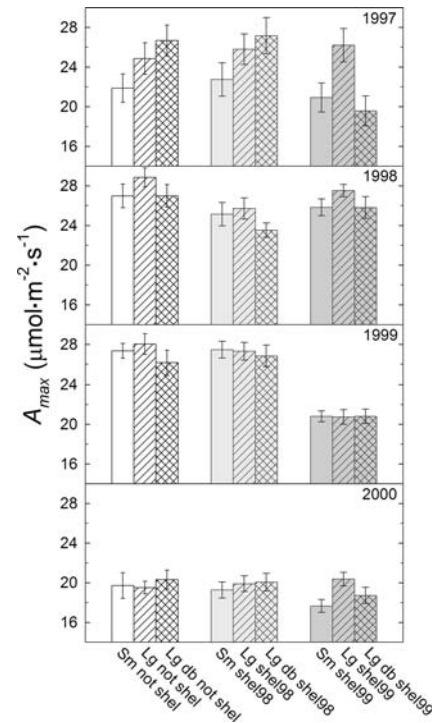 1997
28
24
20
16
1998
28
24
20
16
1999
28
24
20
16
2000
28
24
20
16
A_max (μmol·m⁻²·s⁻¹)
Sm not shel
Lg not shel
Lg db not shel
Sm shel98
Lg shel98
Lg db shel98
Sm shel99
Lg shel99
Lg db shel99